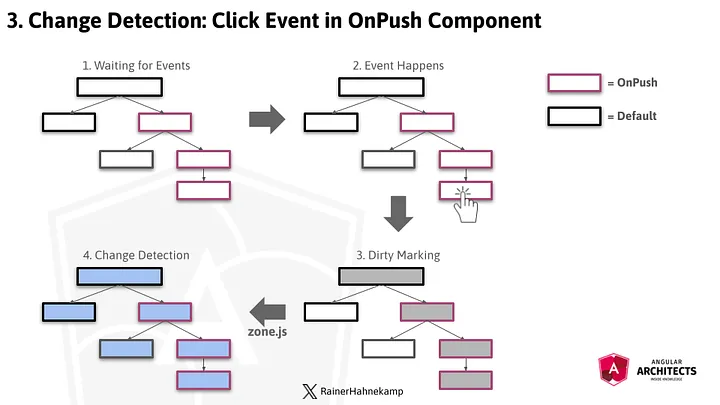 3. Change Detection: Click Event in OnPush Component
1. Waiting for Events
2. Event Happens
= OnPush
= Default
4. Change Detection
3. Dirty Marking
zone.js
RainerHahnekamp
A
ANGULAR
ARCHITECTS
INSIDE KNOWLEDGE